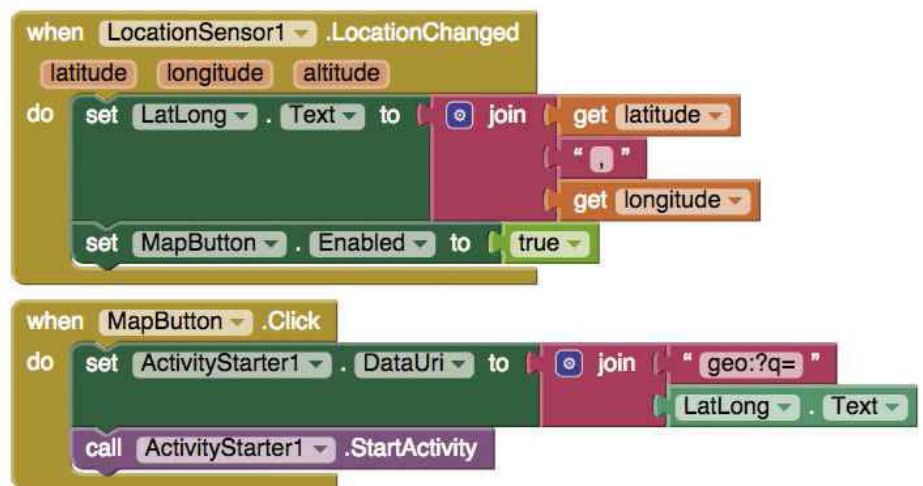 when LocationSensor1 .LocationChanged
latitude longitude altitude
do set LatLong . Text to join get latitude
" , "
get longitude
set MapButton . Enabled to true
when MapButton .Click
do set ActivityStarter1 . DataUri to join " geo:?q= "
LatLong . Text
call ActivityStarter1 .StartActivity